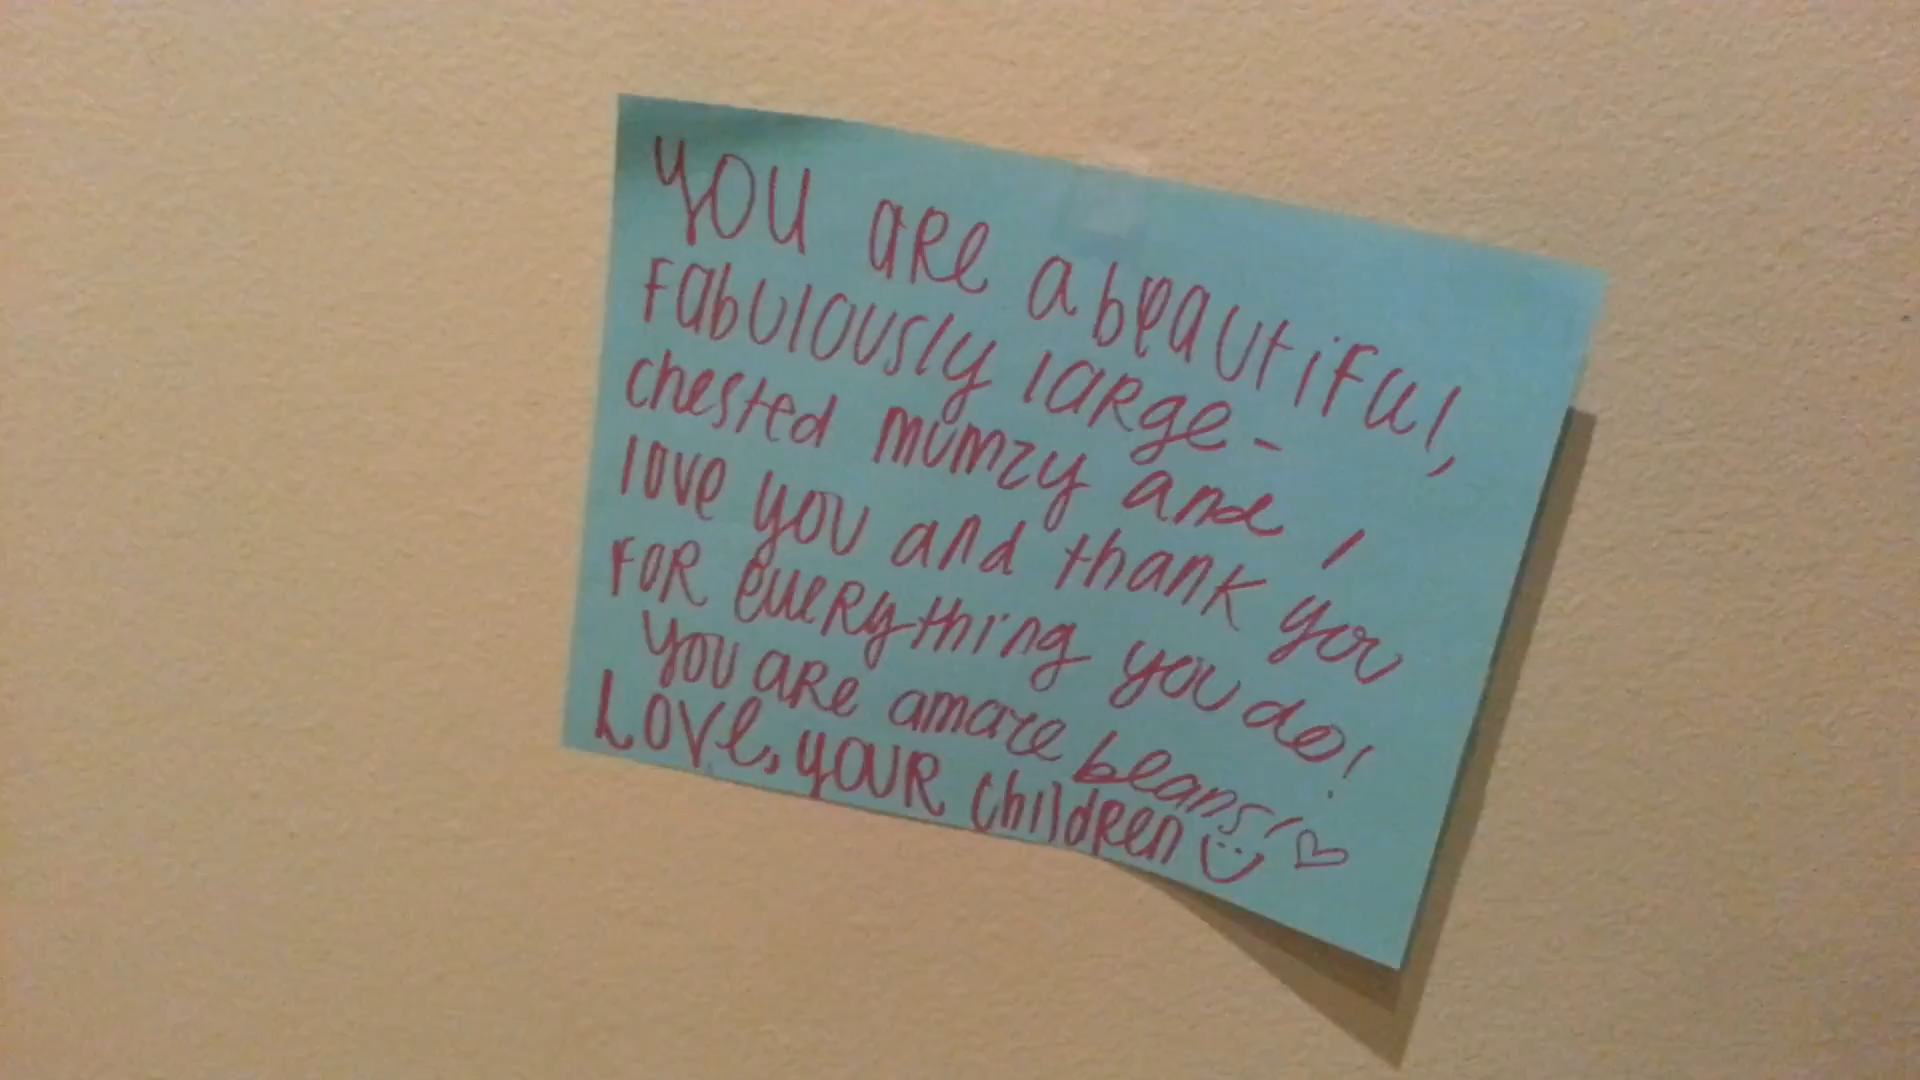 YOU ARE A beautiful,
Fabulously large-
chested mumzy and I
love you and thank you
FOR everything you do!
You are amaze beans! ♡
Love, your children ☺